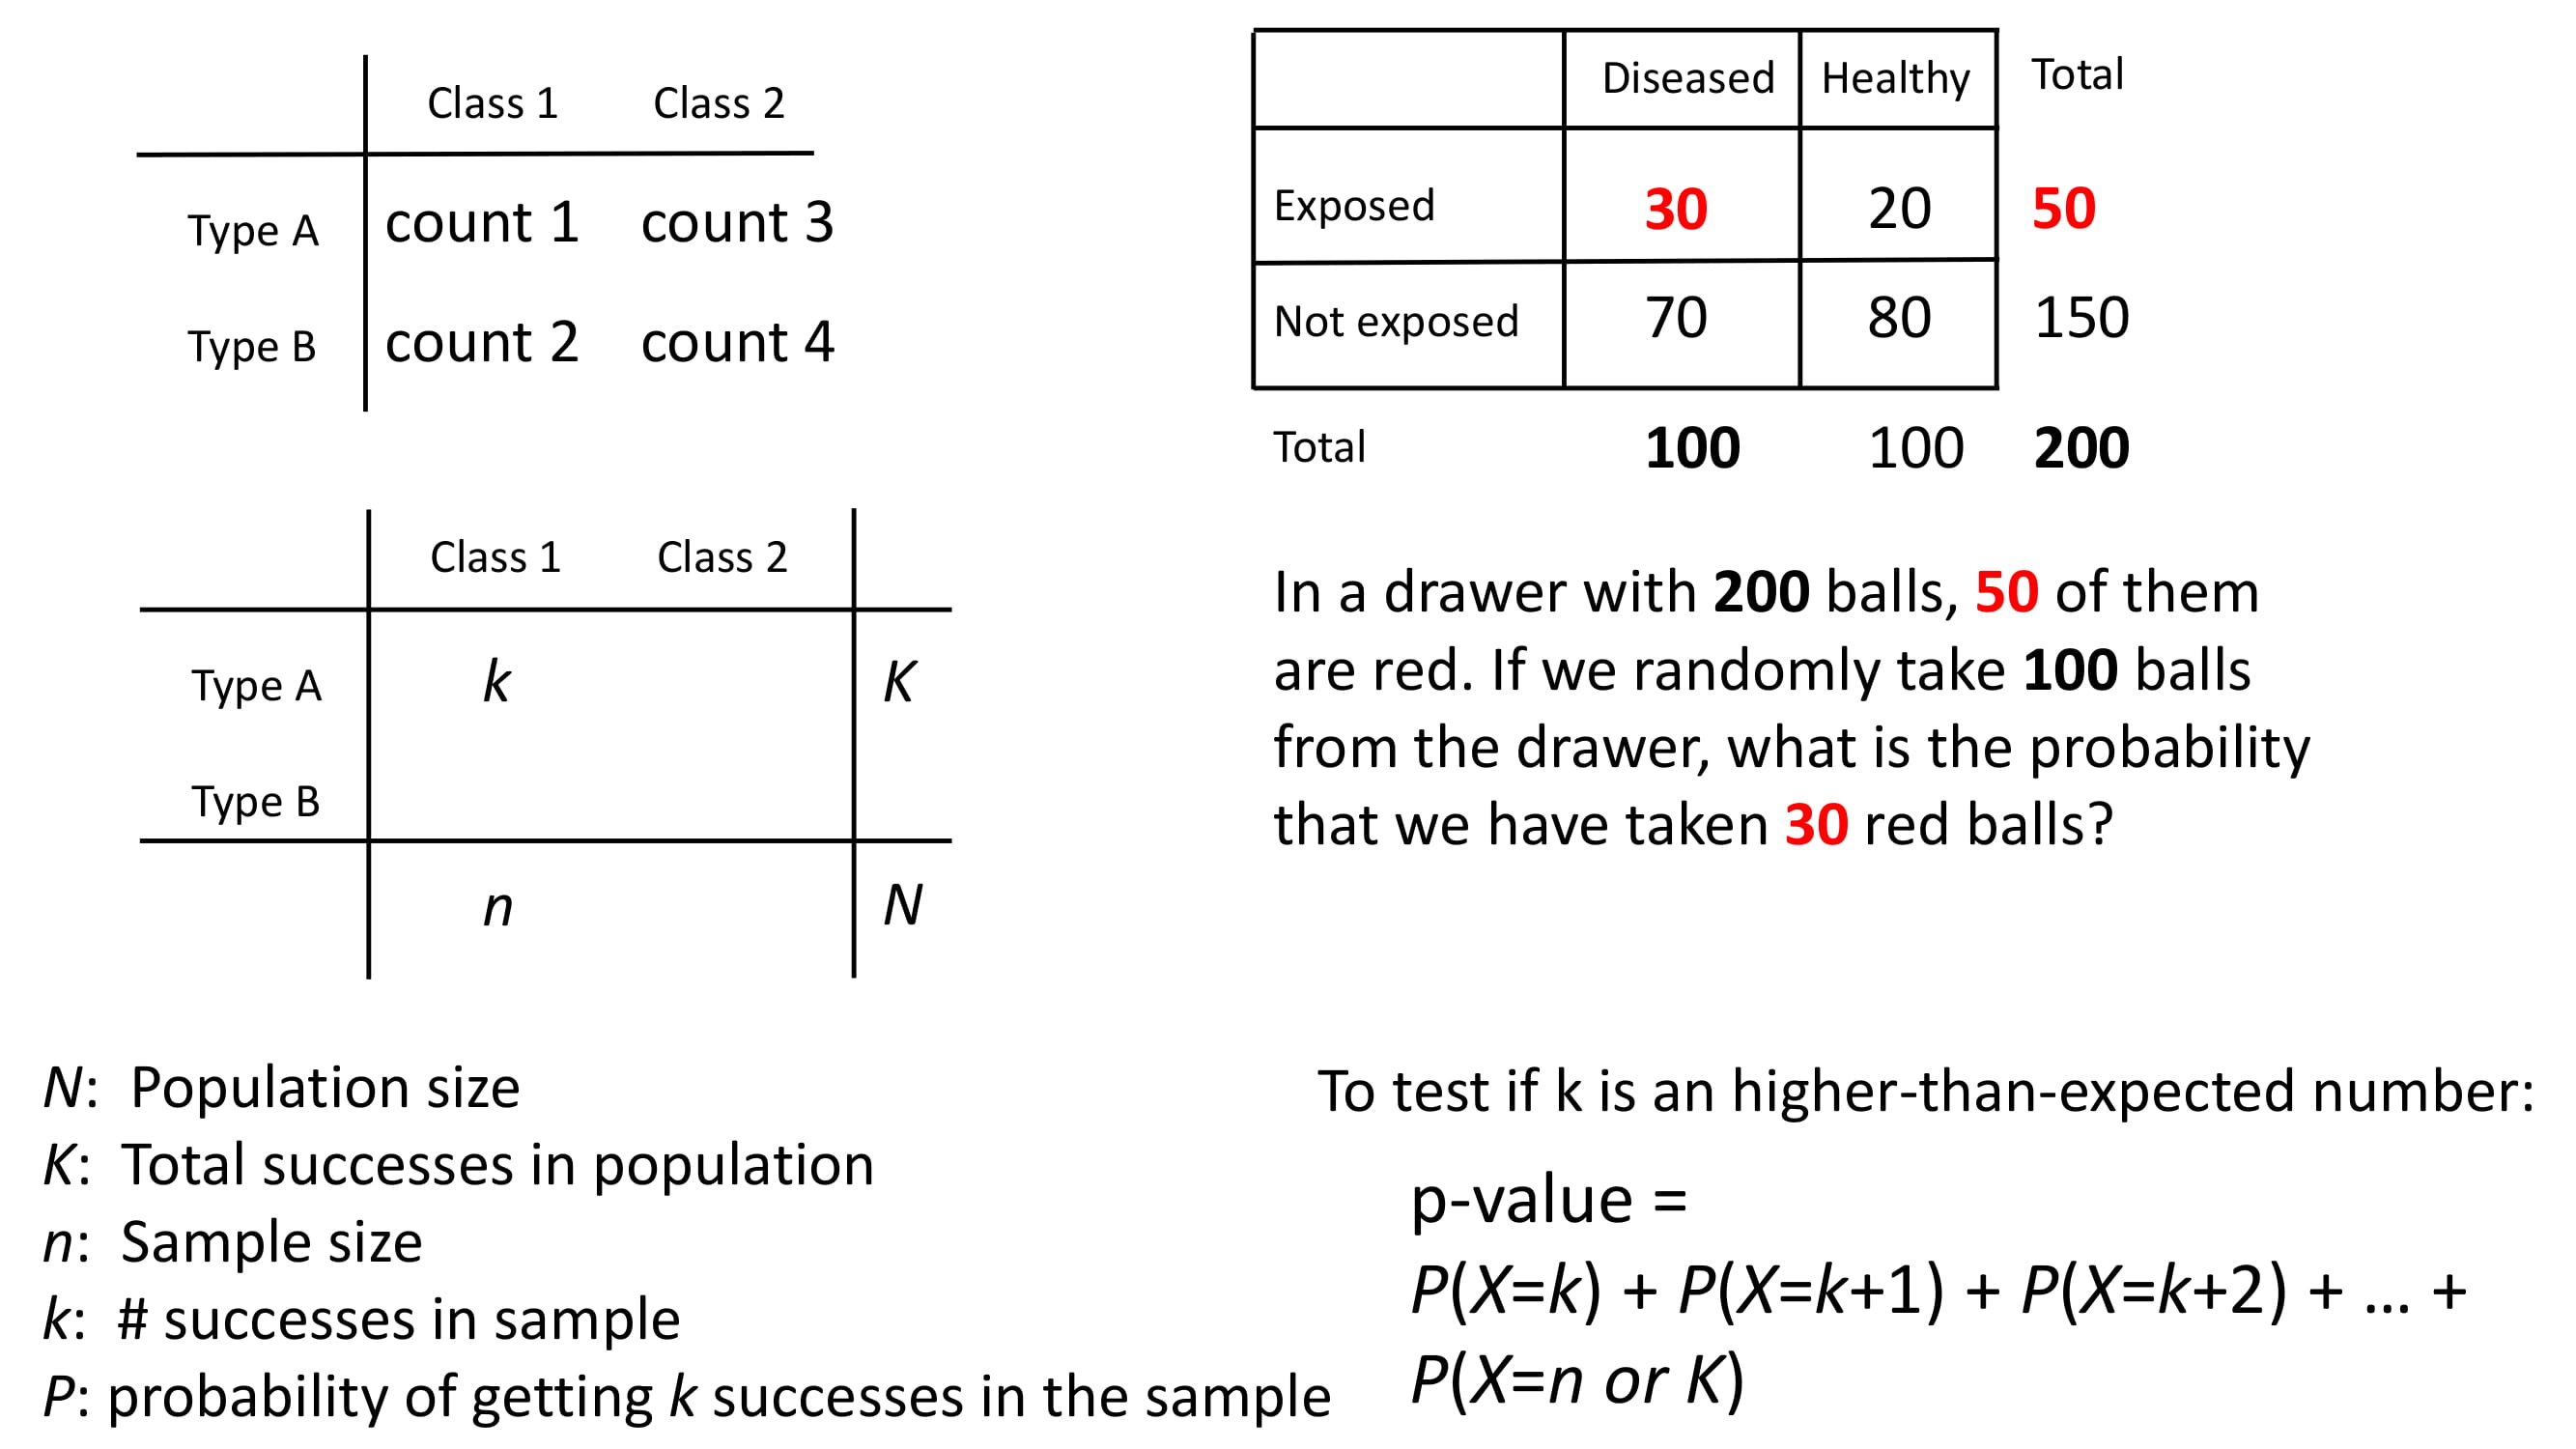 Class 1 Class 2
Type A count 1 count 3
Type B count 2 count 4
Class 1 Class 2
Type A k K
Type B
n N
N: Population size
K: Total successes in population
n: Sample size
k: # successes in sample
P: probability of getting k successes in the sample
Diseased Healthy Total
Exposed 30 20 50
Not exposed 70 80 150
Total 100 100 200
In a drawer with 200 balls, 50 of them
are red. If we randomly take 100 balls
from the drawer, what is the probability
that we have taken 30 red balls?
To test if k is an higher-than-expected number:
p-value =
P(X=k) + P(X=k+1) + P(X=k+2) + ... +
P(X=n or K)